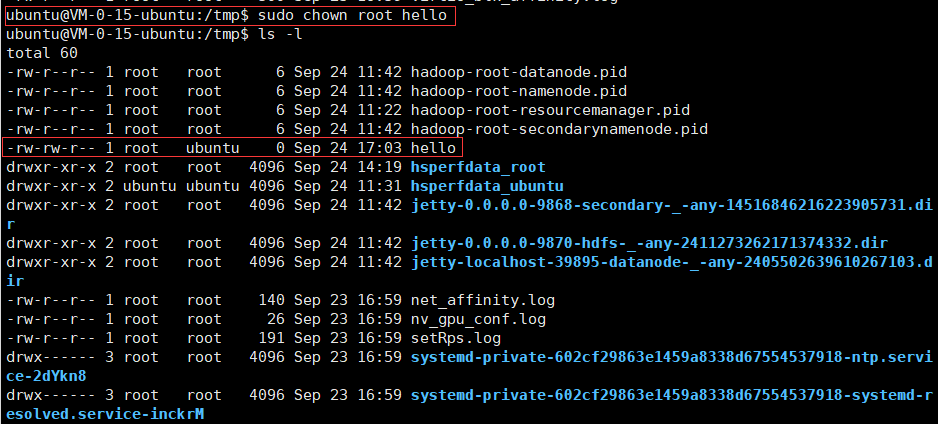 ubuntu@VM-0-15-ubuntu:/tmp$ sudo chown root hello
ubuntu@VM-0-15-ubuntu:/tmp$ ls -l
total 60
-rw-r--r-- 1 root   root      6 Sep 24 11:42 hadoop-root-datanode.pid
-rw-r--r-- 1 root   root      6 Sep 24 11:42 hadoop-root-namenode.pid
-rw-r--r-- 1 root   root      6 Sep 24 11:22 hadoop-root-resourcemanager.pid
-rw-r--r-- 1 root   root      6 Sep 24 11:42 hadoop-root-secondarynamenode.pid
-rw-rw-r-- 1 root   ubuntu    0 Sep 24 17:03 hello
drwxr-xr-x 2 root   root   4096 Sep 24 14:19 hsperfdata_root
drwxr-xr-x 2 ubuntu ubuntu 4096 Sep 24 11:31 hsperfdata_ubuntu
drwxr-xr-x 2 root   root   4096 Sep 24 11:42 jetty-0.0.0.0-9868-secondary-_-any-14516846216223905731.di
r
drwxr-xr-x 2 root   root   4096 Sep 24 11:42 jetty-0.0.0.0-9870-hdfs-_-any-2411273262171374332.dir
drwxr-xr-x 2 root   root   4096 Sep 24 11:42 jetty-localhost-39895-datanode-_-any-2405502639610267103.d
ir
-rw-r--r-- 1 root   root    140 Sep 23 16:59 net_affinity.log
-rw-r--r-- 1 root   root     26 Sep 23 16:59 nv_gpu_conf.log
-rw-r--r-- 1 root   root    191 Sep 23 16:59 setRps.log
drwx------ 3 root   root   4096 Sep 23 16:59 systemd-private-602cf29863e1459a8338d67554537918-ntp.servi
ce-2dYkn8
drwx------ 3 root   root   4096 Sep 23 16:59 systemd-private-602cf29863e1459a8338d67554537918-systemd-r
esolved.service-inckrM